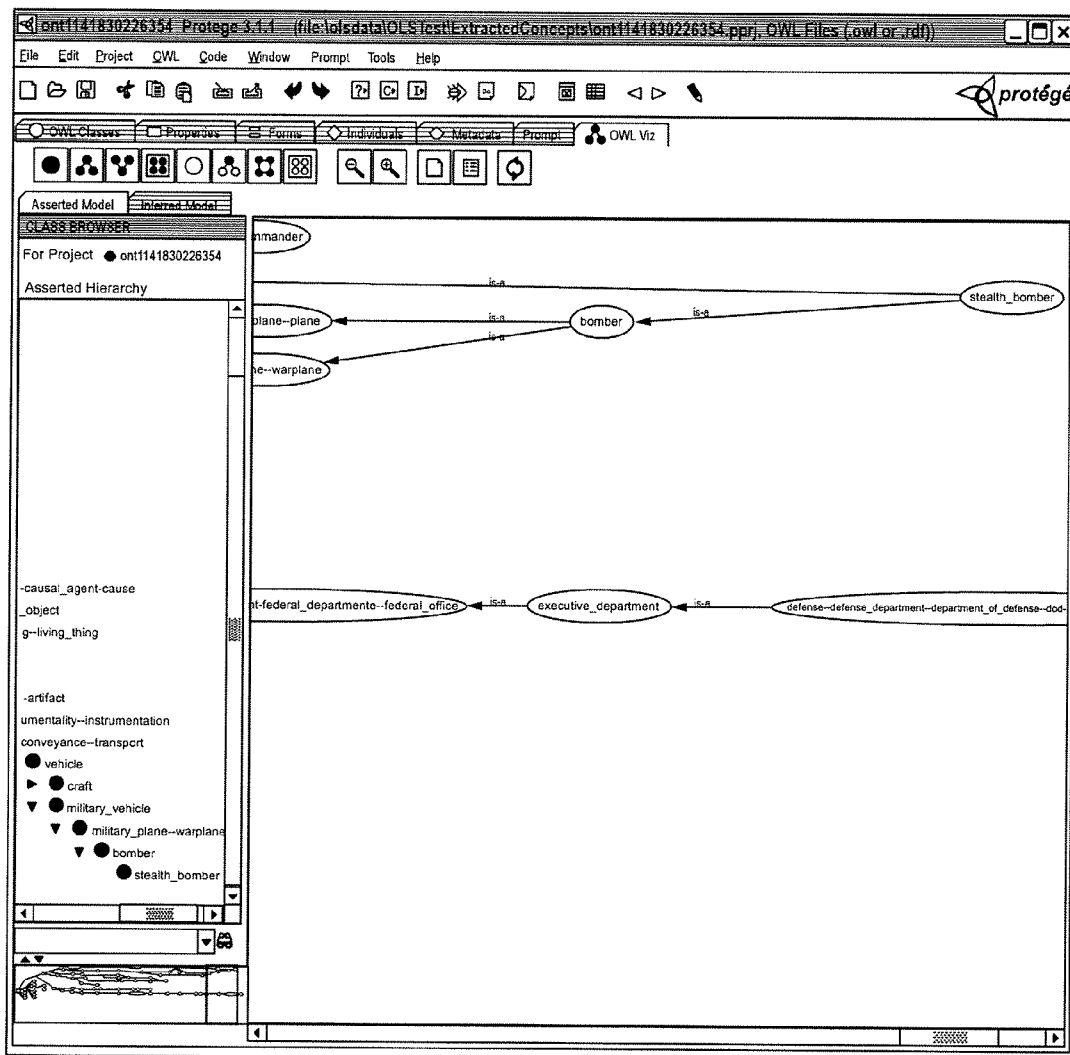 ont1141830226354 Protege 3.1.1 (file:\olsdata\OLSTest\ExtractedConcepts\ont1141830226354.pprj, OWL Files (.owl or .rdf))
File Edit Project OWL Code Window Prompt Tools Help
protégé
OWL Classes Properties Forms Individuals Metadata Prompt OWL Viz
Asserted Model Inferred Model
CLASS BROWSER
For Project ont1141830226354
Asserted Hierarchy
-causal_agent-cause
_object
g--living_thing
-artifact
umentality--instrumentation
conveyance--transport
vehicle
craft
military_vehicle
military_plane--warplane
bomber
stealth_bomber
mmander
is-a
stealth_bomber
plane--plane
is-a
bomber
is-a
is-a
ne--warplane
nt-federal_departmente--federal_office
is-a
executive_department
is-a
defense--defense_department--department_of_defense--dod-